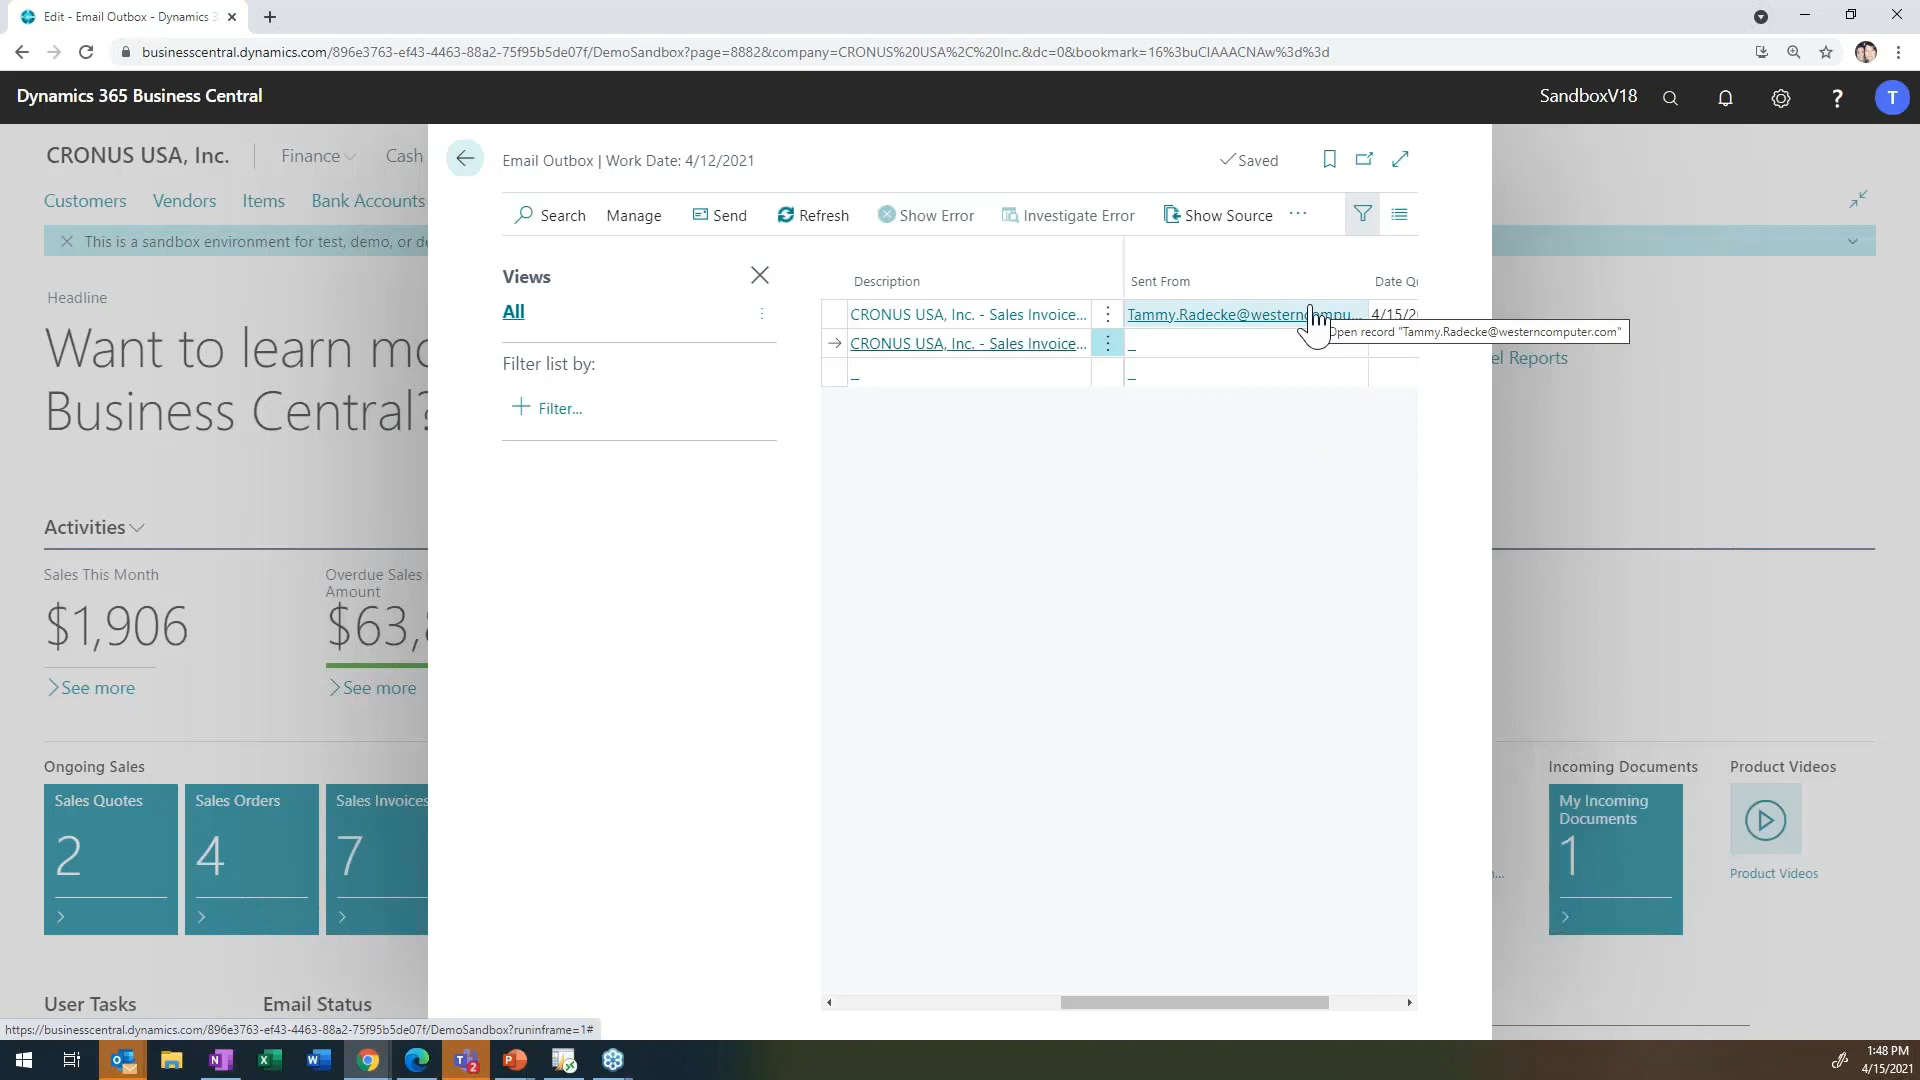 Edit - Email Outbox - Dynamics 3
businesscentral.dynamics.com/896e3763-ef43-4463-88a2-75f95b5de07f/DemoSandbox?page=8882&company=CRONUS%20USA%2C%20Inc.&dc=0&bookmark=16%3buCIAAACNAw%3d%3d
Dynamics 365 Business Central
SandboxV18
?
T
CRONUS USA, Inc.
Finance
Cash
Customers
Vendors
Items
Bank Accounts
This is a sandbox environment for test, demo, or de
Headline
Want to learn mo
Business Central?
Activities
Sales This Month
$1,906
See more
Overdue Sales
Amount
$63,8
See more
Ongoing Sales
Sales Quotes
2
Sales Orders
4
Sales Invoices
7
User Tasks
Email Status
Email Outbox | Work Date: 4/12/2021
Saved
Search
Manage
Send
Refresh
Show Error
Investigate Error
Show Source
Views
All
Filter list by:
Filter...
Description
Sent From
Date Qu
CRONUS USA, Inc. - Sales Invoice...
Tammy.Radecke@westerncompu...
4/15/2
CRONUS USA, Inc. - Sales Invoice...
_
_
_
Open record "Tammy.Radecke@westerncomputer.com"
el Reports
Incoming Documents
My Incoming
Documents
1
n...
Product Videos
Product Videos
https://businesscentral.dynamics.com/896e3763-ef43-4463-88a2-75f95b5de07f/DemoSandbox?runinframe=1#
1:48 PM
4/15/2021